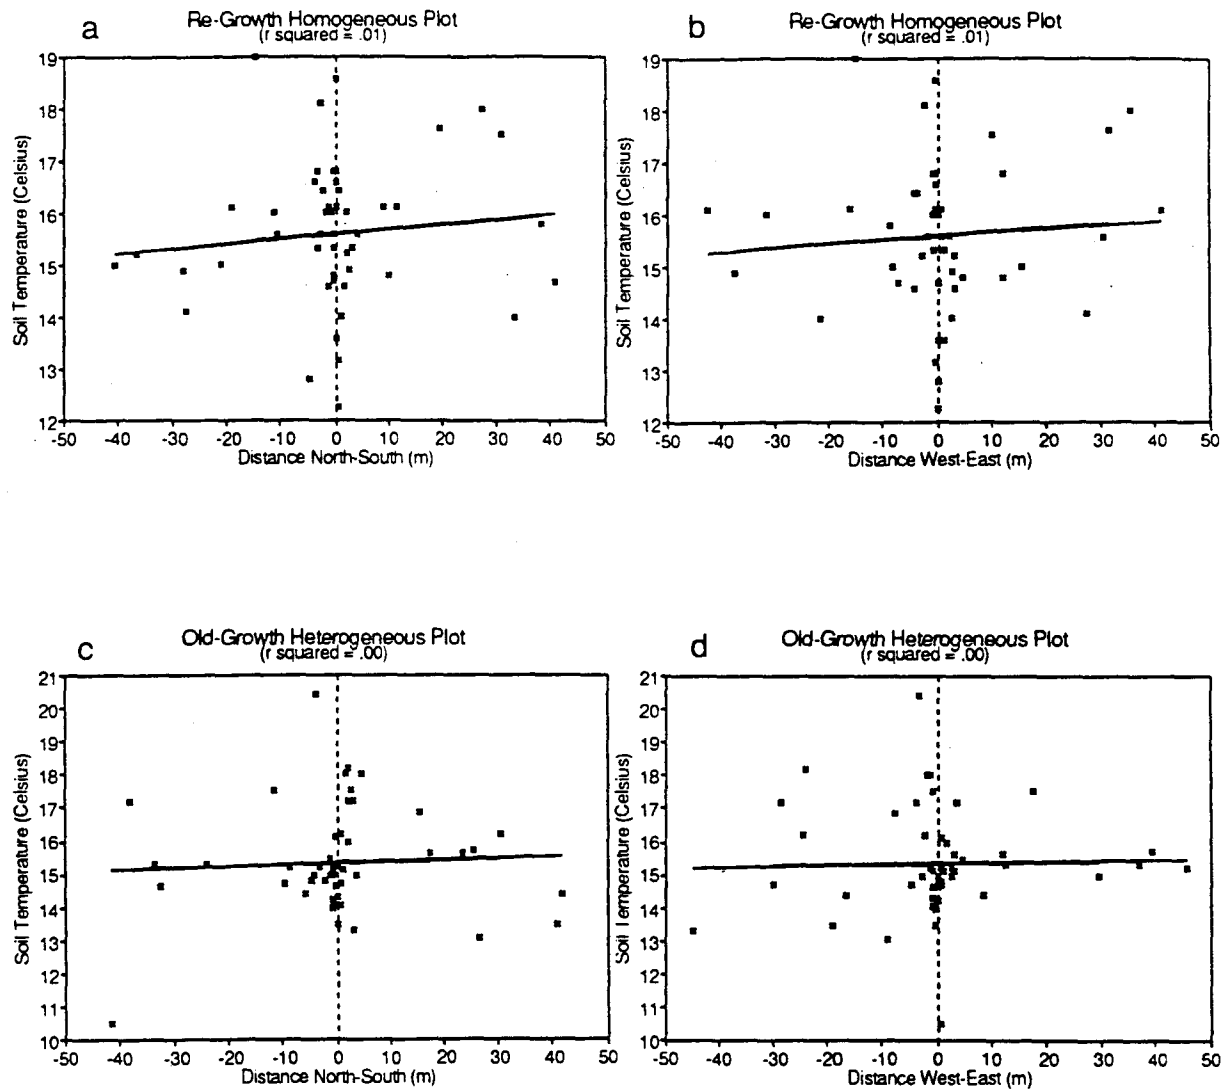 a
Re-Growth Homogeneous Plot
(r squared = .01)
Soil Temperature (Celsius)
19
18
17
16
15
14
13
12
-50 -40 -30 -20 -10 0 10 20 30 40 50
Distance North-South (m)
b
Re-Growth Homogeneous Plot
(r squared = .01)
Soil Temperature (Celsius)
19
18
17
16
15
14
13
12
-50 -40 -30 -20 -10 0 10 20 30 40 50
Distance West-East (m)
c
Old-Growth Heterogeneous Plot
(r squared = .00)
Soil Temperature (Celsius)
21
20
19
18
17
16
15
14
13
12
11
10
-50 -40 -30 -20 -10 0 10 20 30 40 50
Distance North-South (m)
d
Old-Growth Heterogeneous Plot
(r squared = .00)
Soil Temperature (Celsius)
21
20
19
18
17
16
15
14
13
12
11
10
-50 -40 -30 -20 -10 0 10 20 30 40 50
Distance West-East (m)